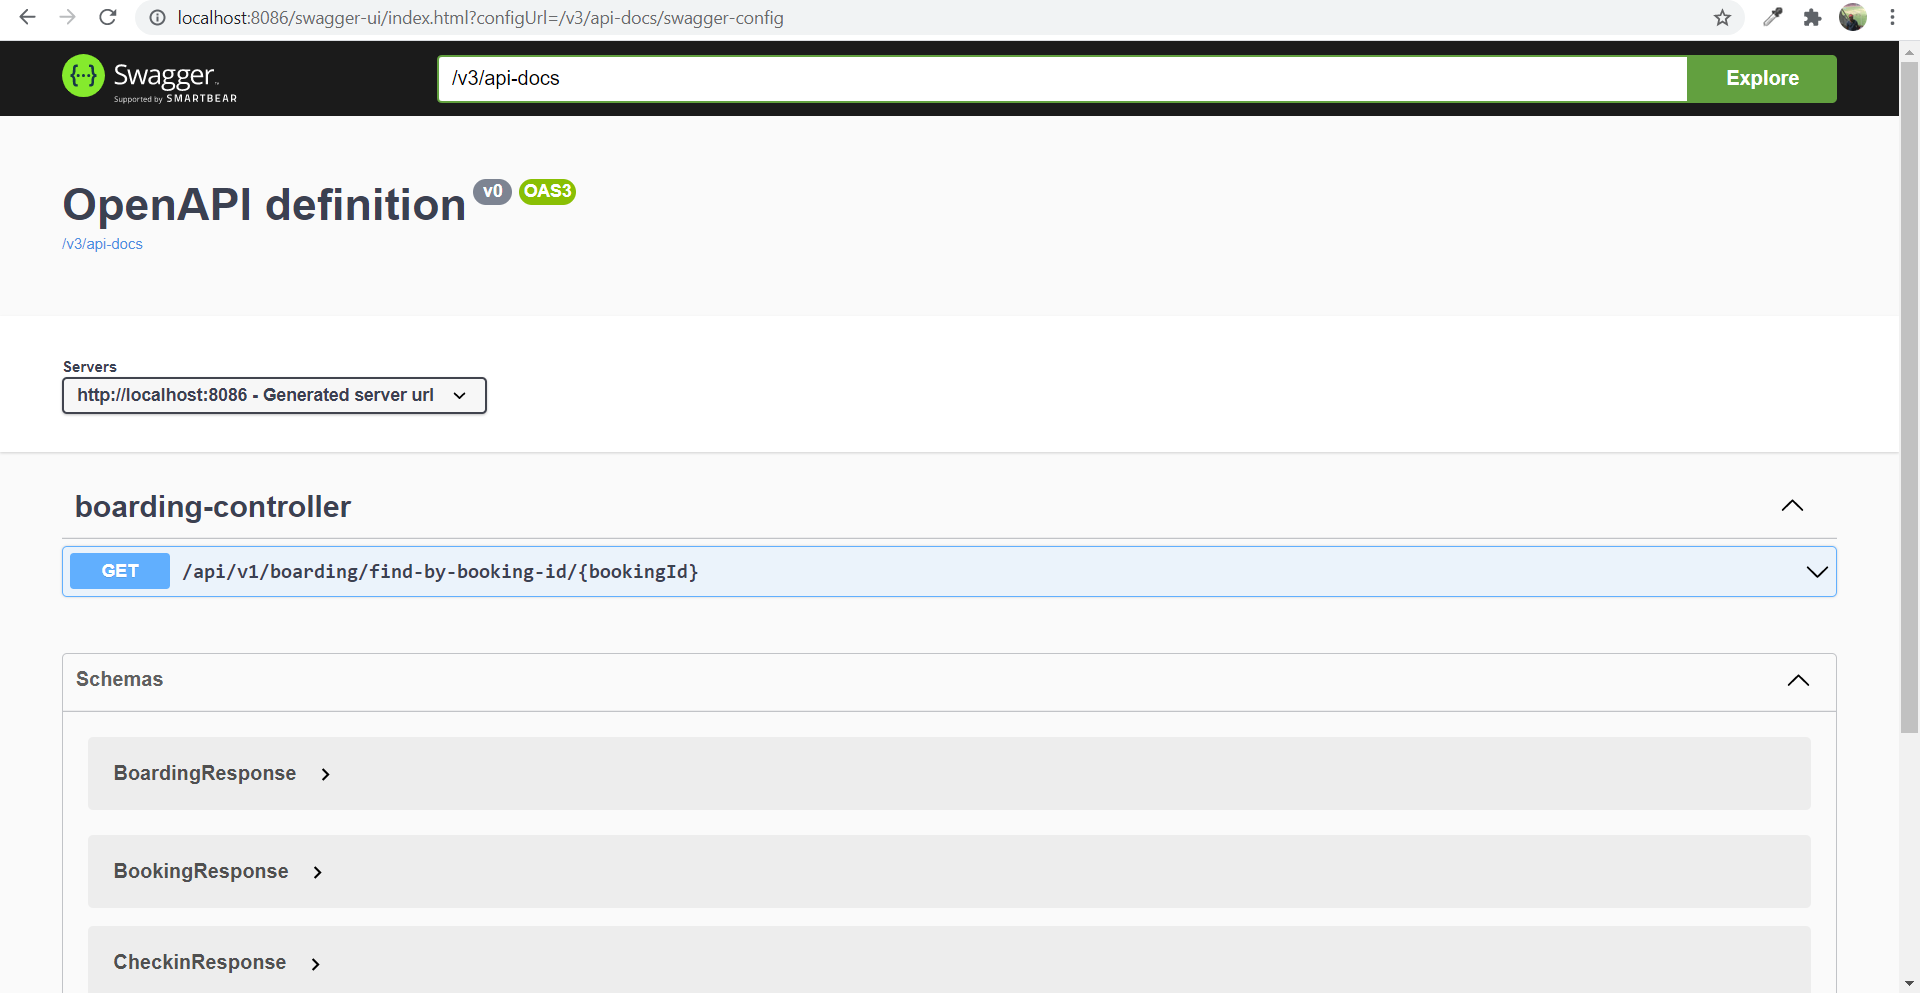 localhost:8086/swagger-ui/index.html?configUrl=/v3/api-docs/swagger-config
{···} Swagger™
Supported by SMARTBEAR
/v3/api-docs
Explore
OpenAPI definition v0 OAS3
/v3/api-docs
Servers
http://localhost:8086 - Generated server url
boarding-controller
GET /api/v1/boarding/find-by-booking-id/{bookingId}
Schemas
BoardingResponse
BookingResponse
CheckinResponse